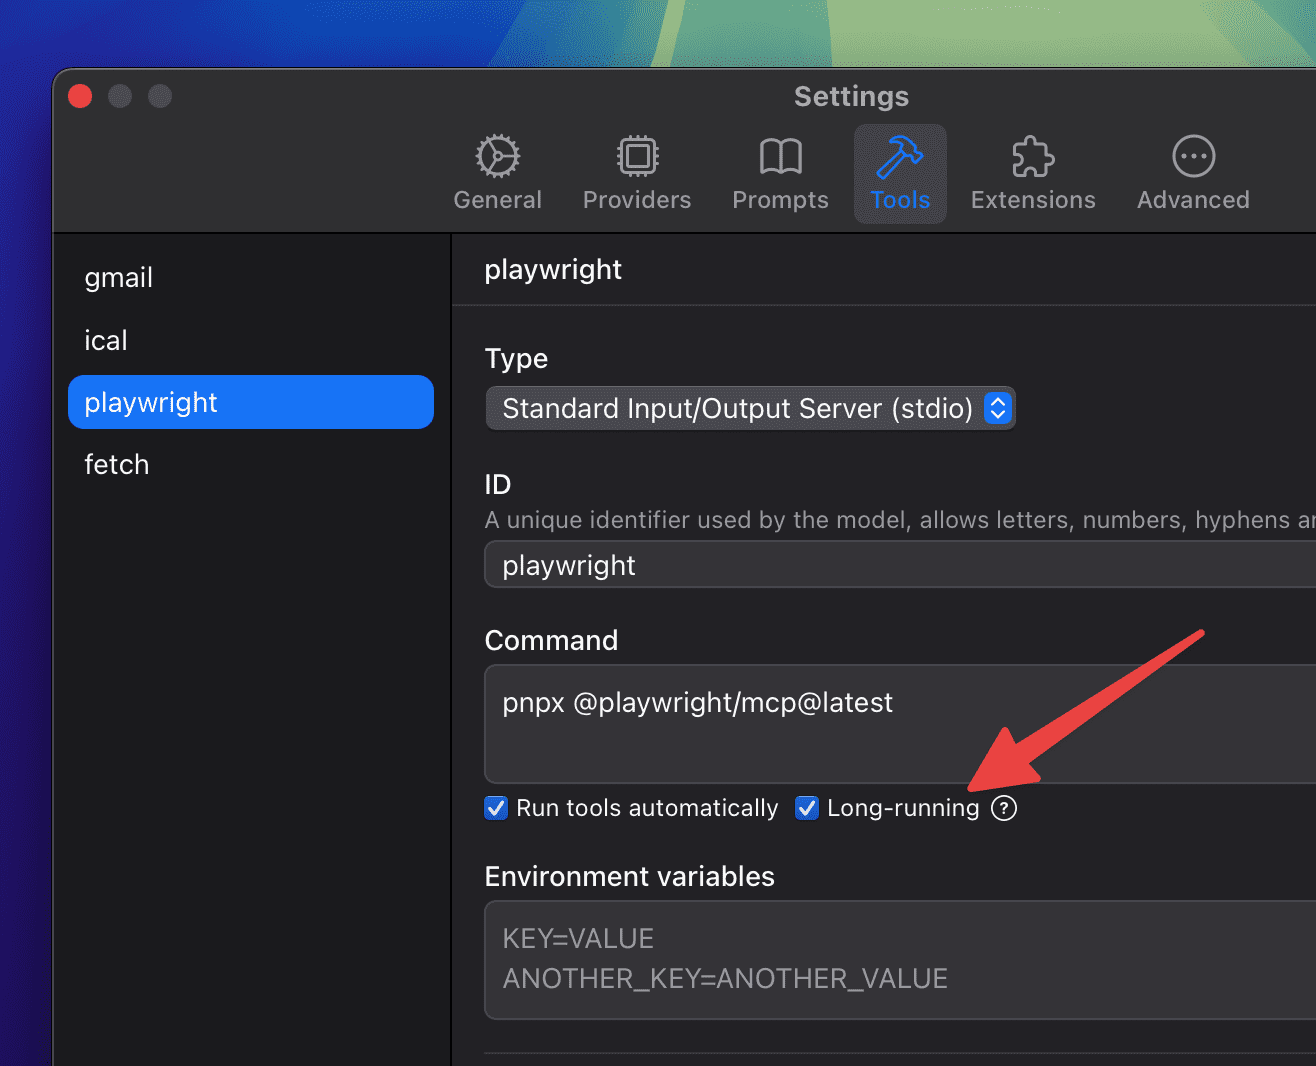 Settings
General
Providers
Prompts
Tools
Extensions
Advanced
gmail
ical
playwright
fetch
playwright
Type
Standard Input/Output Server (stdio)
ID
A unique identifier used by the model, allows letters, numbers, hyphens
playwright
Command
pnpx @playwright/mcp@latest
Run tools automatically
Long-running ?
Environment variables
KEY=VALUE
ANOTHER_KEY=ANOTHER_VALUE